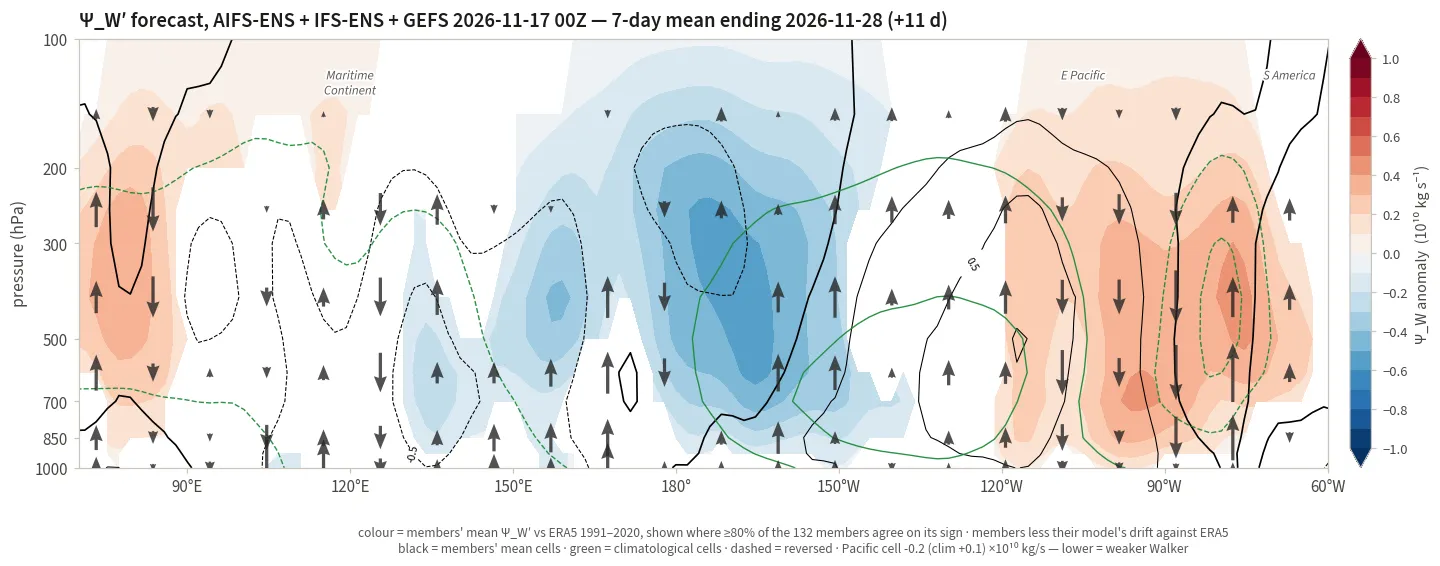 Ψ_W′ forecast, AIFS-ENS + IFS-ENS + GEFS 2026-11-17 00Z — 7-day mean ending 2026-11-28 (+11 d)
100
200
300
400
500
700
850
1000
pressure (hPa)
Maritime
Continent
E Pacific
S America
0.5
-0.5
90°E
120°E
150°E
180°
150°W
120°W
90°W
60°W
1.0
0.8
0.6
0.4
0.2
0.0
−0.2
−0.4
−0.6
−0.8
−1.0
Ψ_W anomaly (10¹⁰ kg s⁻¹)
colour = members' mean Ψ_W′ vs ERA5 1991–2020, shown where ≥80% of the 132 members agree on its sign · members less their model's drift against ERA5
black = members' mean cells · green = climatological cells · dashed = reversed · Pacific cell -0.2 (clim +0.1) ×10¹⁰ kg/s — lower = weaker Walker